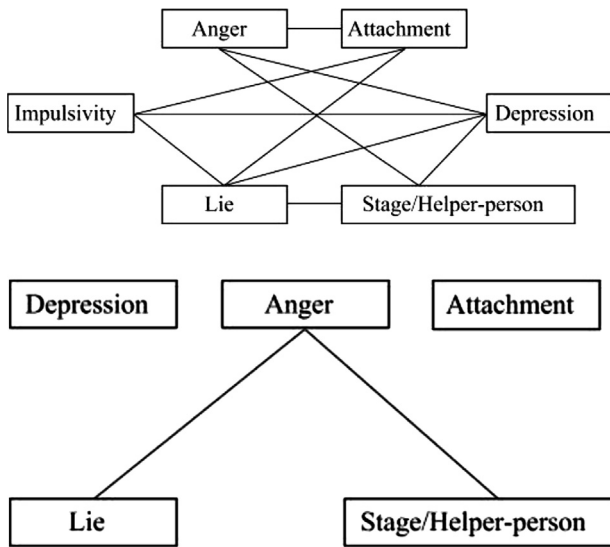 Anger Attachment
Impulsivity Depression
Lie Stage/Helper-person
Depression Anger Attachment
Lie Stage/Helper-person